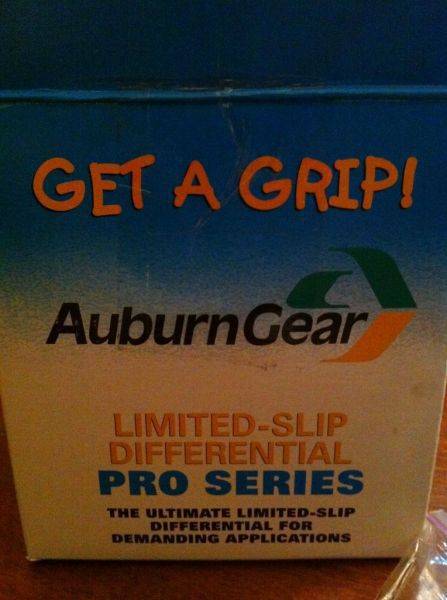 GET A GRIP!
AuburnGear
LIMITED-SLIP
DIFFERENTIAL
PRO SERIES
THE ULTIMATE LIMITED-SLIP
DIFFERENTIAL FOR
DEMANDING APPLICATIONS